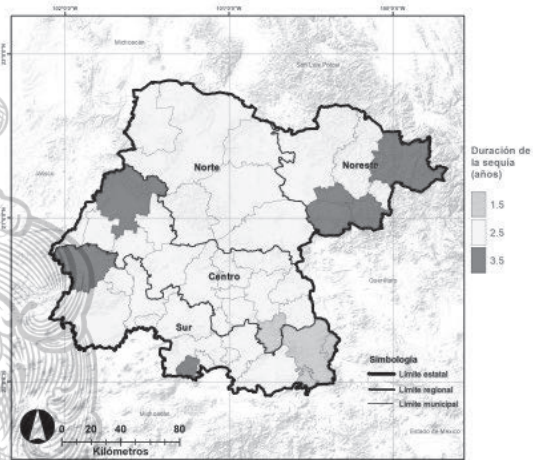 Michoacán
San Luis Potosí
Jalisco
Norte
Noreste
Centro
Querétaro
Sur
Michoacán
Estado de México
Simbología
Límite estatal
Límite regional
Límite municipal
0 20 40 80
Kilómetros
Duración de
la sequía
(años)
1.5
2.5
3.5